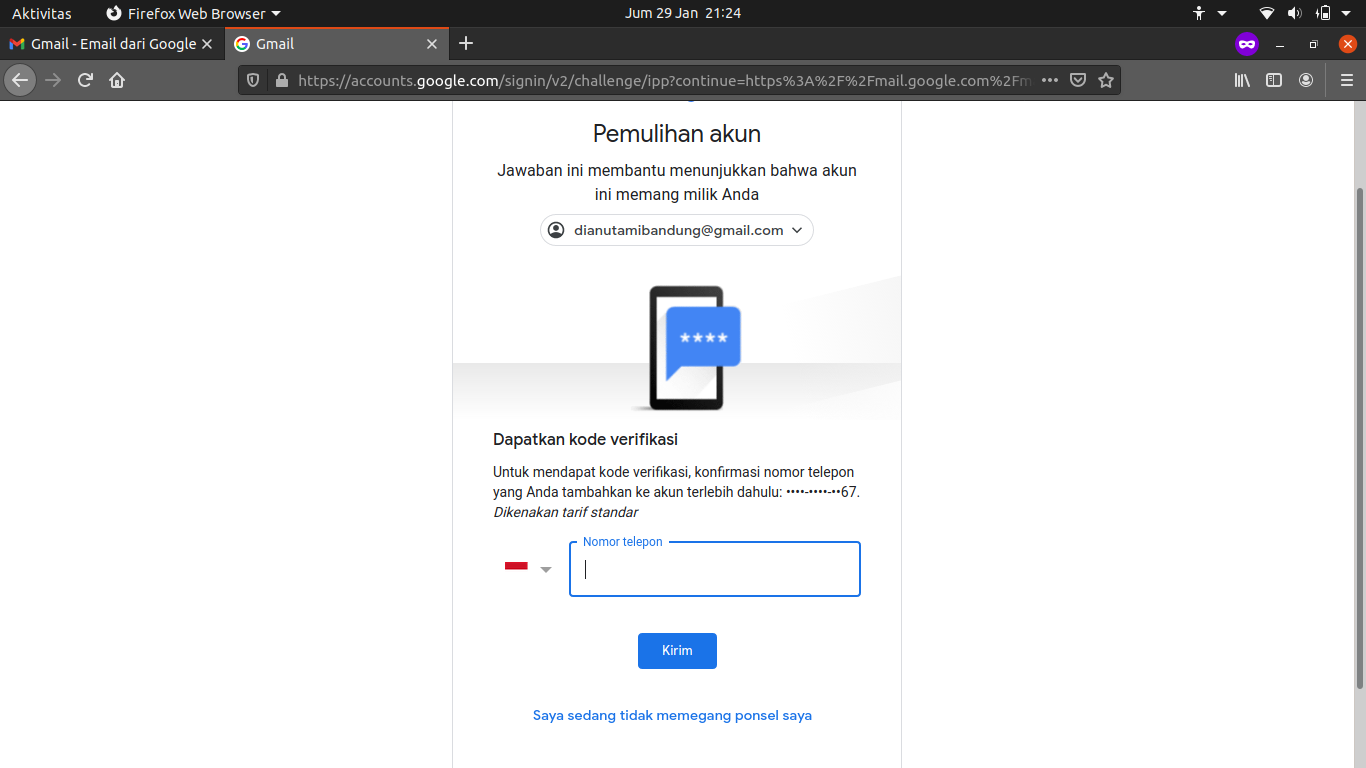 Aktivitas
Firefox Web Browser
Jum 29 Jan 21:24
Gmail - Email dari Google
Gmail
https://accounts.google.com/signin/v2/challenge/ipp?continue=https%3A%2F%2Fmail.google.com%2Fm
Pemulihan akun
Jawaban ini membantu menunjukkan bahwa akun
ini memang milik Anda
dianutamibandung@gmail.com
****
Dapatkan kode verifikasi
Untuk mendapat kode verifikasi, konfirmasi nomor telepon
yang Anda tambahkan ke akun terlebih dahulu: ••••-••••-••67.
Dikenakan tarif standar
Nomor telepon
Kirim
Saya sedang tidak memegang ponsel saya